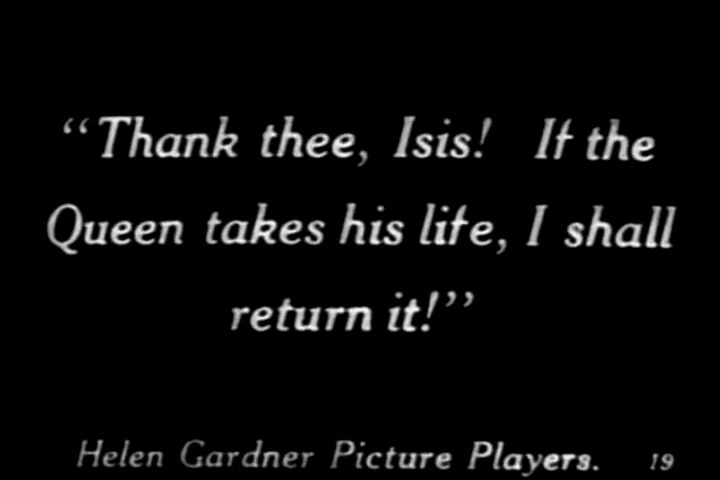 “Thank thee, Isis! If the
Queen takes his life, I shall
return it!”
Helen Gardner Picture Players. 19